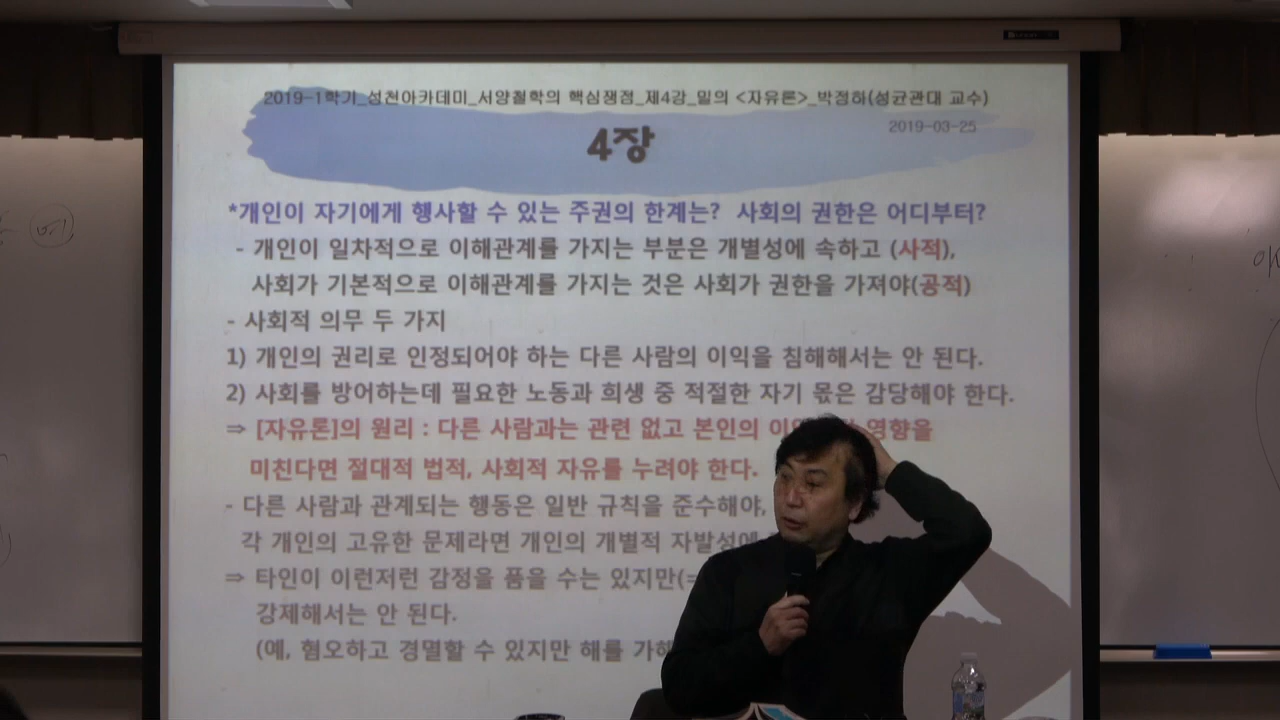 2019-1학기_성천아카데미_서양철학의 핵심쟁점_제4강_밀의 <자유론>_박정하(성균관대 교수)
2019-03-25
4장
*개인이 자기에게 행사할 수 있는 주권의 한계는? 사회의 권한은 어디부터?
- 개인이 일차적으로 이해관계를 가지는 부분은 개별성에 속하고 (사적),
사회가 기본적으로 이해관계를 가지는 것은 사회가 권한을 가져야(공적)
- 사회적 의무 두 가지
1) 개인의 권리로 인정되어야 하는 다른 사람의 이익을 침해해서는 안 된다.
2) 사회를 방어하는데 필요한 노동과 희생 중 적절한 자기 몫은 감당해야 한다.
⇒ [자유론]의 원리 : 다른 사람과는 관련 없고 본인의 영향을
미친다면 절대적 법적, 사회적 자유를 누려야 한다.
- 다른 사람과 관계되는 행동은 일반 규칙을 준수해야,
각 개인의 고유한 문제라면 개인의 개별적 자발성에
⇒ 타인이 이런저런 감정을 품을 수는 있지만(=
강제해서는 안 된다.
(예, 혐오하고 경멸할 수 있지만 해를 가해